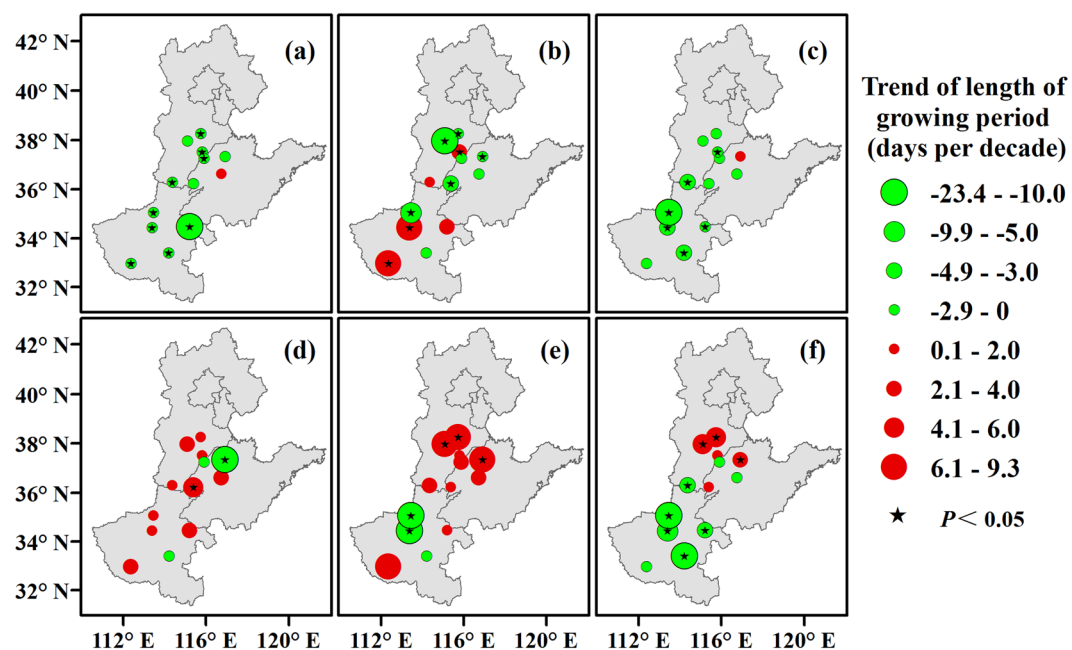 (a)
(b)
(c)
42° N
40° N
38° N
36° N
34° N
32° N
(d)
(e)
(f)
42° N
40° N
38° N
36° N
34° N
32° N
112° E 116° E 120° E
112° E 116° E 120° E
112° E 116° E 120° E
Trend of length of
growing period
(days per decade)
-23.4 - -10.0
-9.9 - -5.0
-4.9 - -3.0
-2.9 - 0
0.1 - 2.0
2.1 - 4.0
4.1 - 6.0
6.1 - 9.3
★ P< 0.05